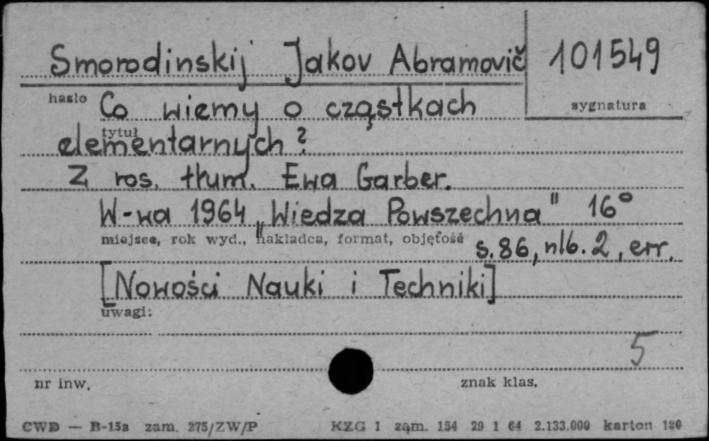 Smorodinskij Jakov Abramovič 101549
hasło Co wiemy o cząstkach sygnatura
tytuł
elementarnych?
Z ros. tłum. Ewa Garber.
W-wa 1964 „Wiedza Powszechna" 16°
miejsce, rok wyd., nakładca, format, objętość s. 86, nlb. 2, err.
[Nowości Nauki i Techniki]
uwagi:
5
nr inw. znak klas.
CWD — B-15a zam. 275/ZW/P KZG 1 zam. 154 29 1 64 2.133.000 karton 180